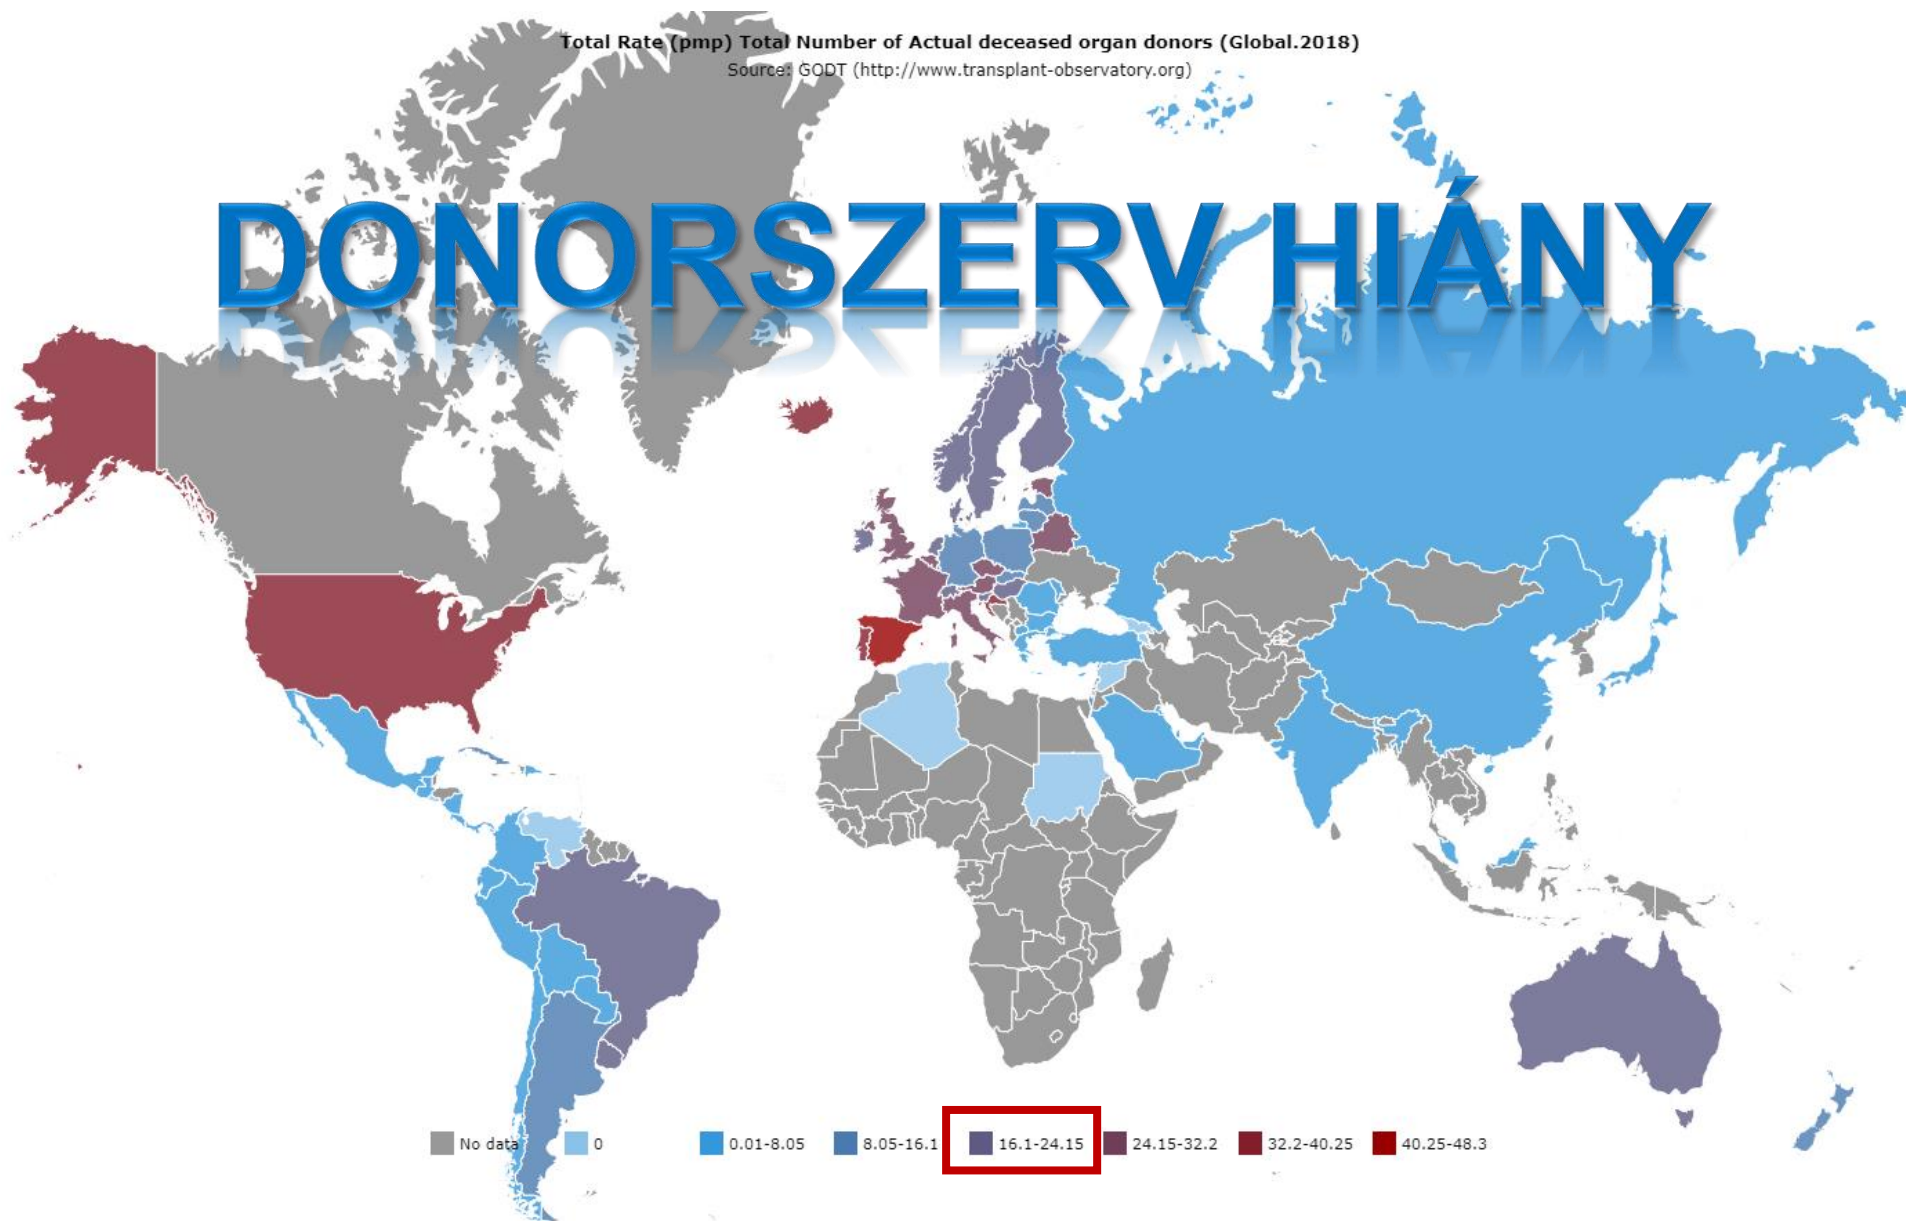 Total Rate (pmp) Total Number of Actual deceased organ donors (Global.2018)
Source: GODT (http://www.transplant-observatory.org)
DONORSZERV HIÁNY
No data 0 0.01-8.05 8.05-16.1 16.1-24.15 24.15-32.2 32.2-40.25 40.25-48.3